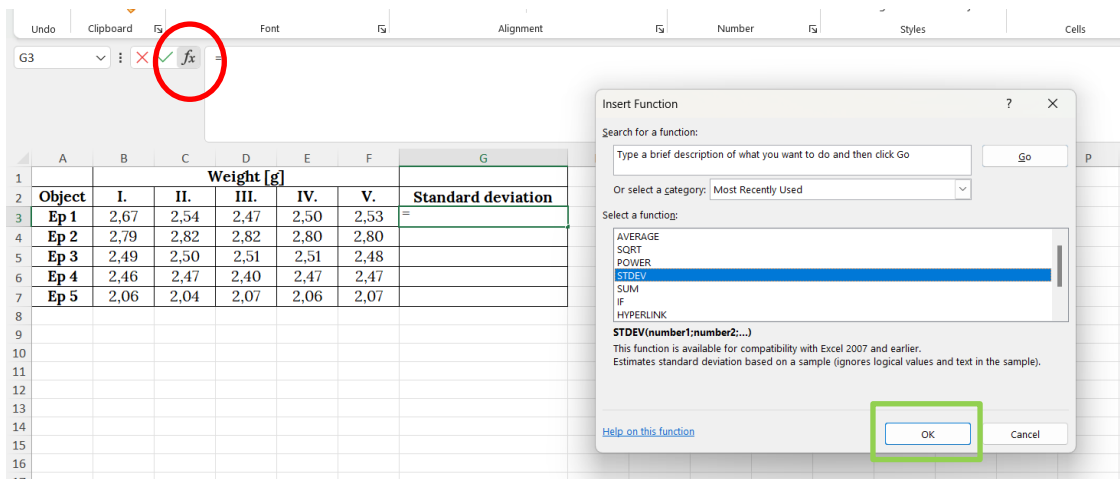 Undo Clipboard Font Alignment Number Styles Cells
G3 fx =
Insert Function ? ×
Search for a function:
Type a brief description of what you want to do and then click Go
Go
Or select a category: Most Recently Used
Select a function:
AVERAGE
SQRT
POWER
STDEV
SUM
IF
HYPERLINK
STDEV(number1;number2;...)
This function is available for compatibility with Excel 2007 and earlier.
Estimates standard deviation based on a sample (ignores logical values and text in the sample).
Help on this function
OK
Cancel
A B C D E F G P
1 Weight [g]
2 Object I. II. III. IV. V. Standard deviation
3 Ep 1 2,67 2,54 2,47 2,50 2,53 =
4 Ep 2 2,79 2,82 2,82 2,80 2,80
5 Ep 3 2,49 2,50 2,51 2,51 2,48
6 Ep 4 2,46 2,47 2,40 2,47 2,47
7 Ep 5 2,06 2,04 2,07 2,06 2,07
8
9
10
11
12
13
14
15
16